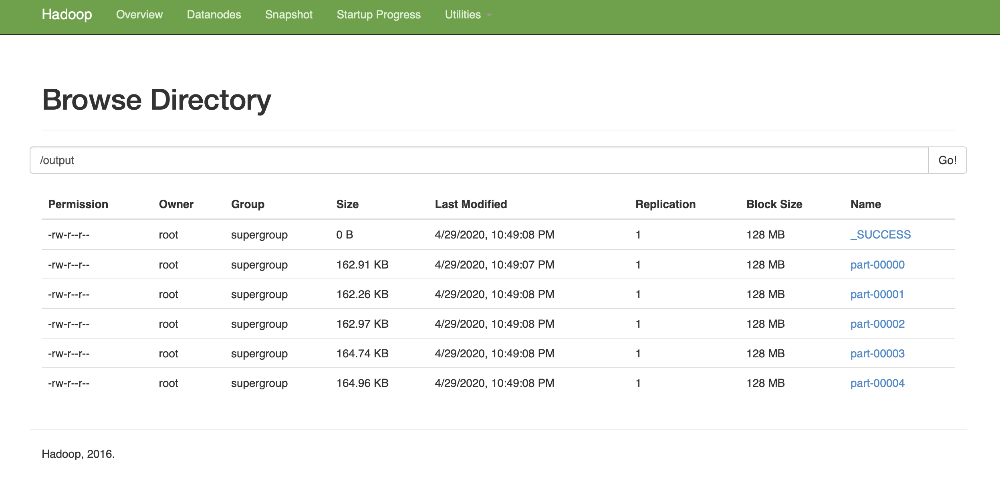 Hadoop Overview Datanodes Snapshot Startup Progress Utilities
Browse Directory
/output Go!
Permission Owner Group Size Last Modified Replication Block Size Name
-rw-r--r-- root supergroup 0 B 4/29/2020, 10:49:08 PM 1 128 MB _SUCCESS
-rw-r--r-- root supergroup 162.91 KB 4/29/2020, 10:49:07 PM 1 128 MB part-00000
-rw-r--r-- root supergroup 162.26 KB 4/29/2020, 10:49:08 PM 1 128 MB part-00001
-rw-r--r-- root supergroup 162.97 KB 4/29/2020, 10:49:08 PM 1 128 MB part-00002
-rw-r--r-- root supergroup 164.74 KB 4/29/2020, 10:49:08 PM 1 128 MB part-00003
-rw-r--r-- root supergroup 164.96 KB 4/29/2020, 10:49:08 PM 1 128 MB part-00004
Hadoop, 2016.